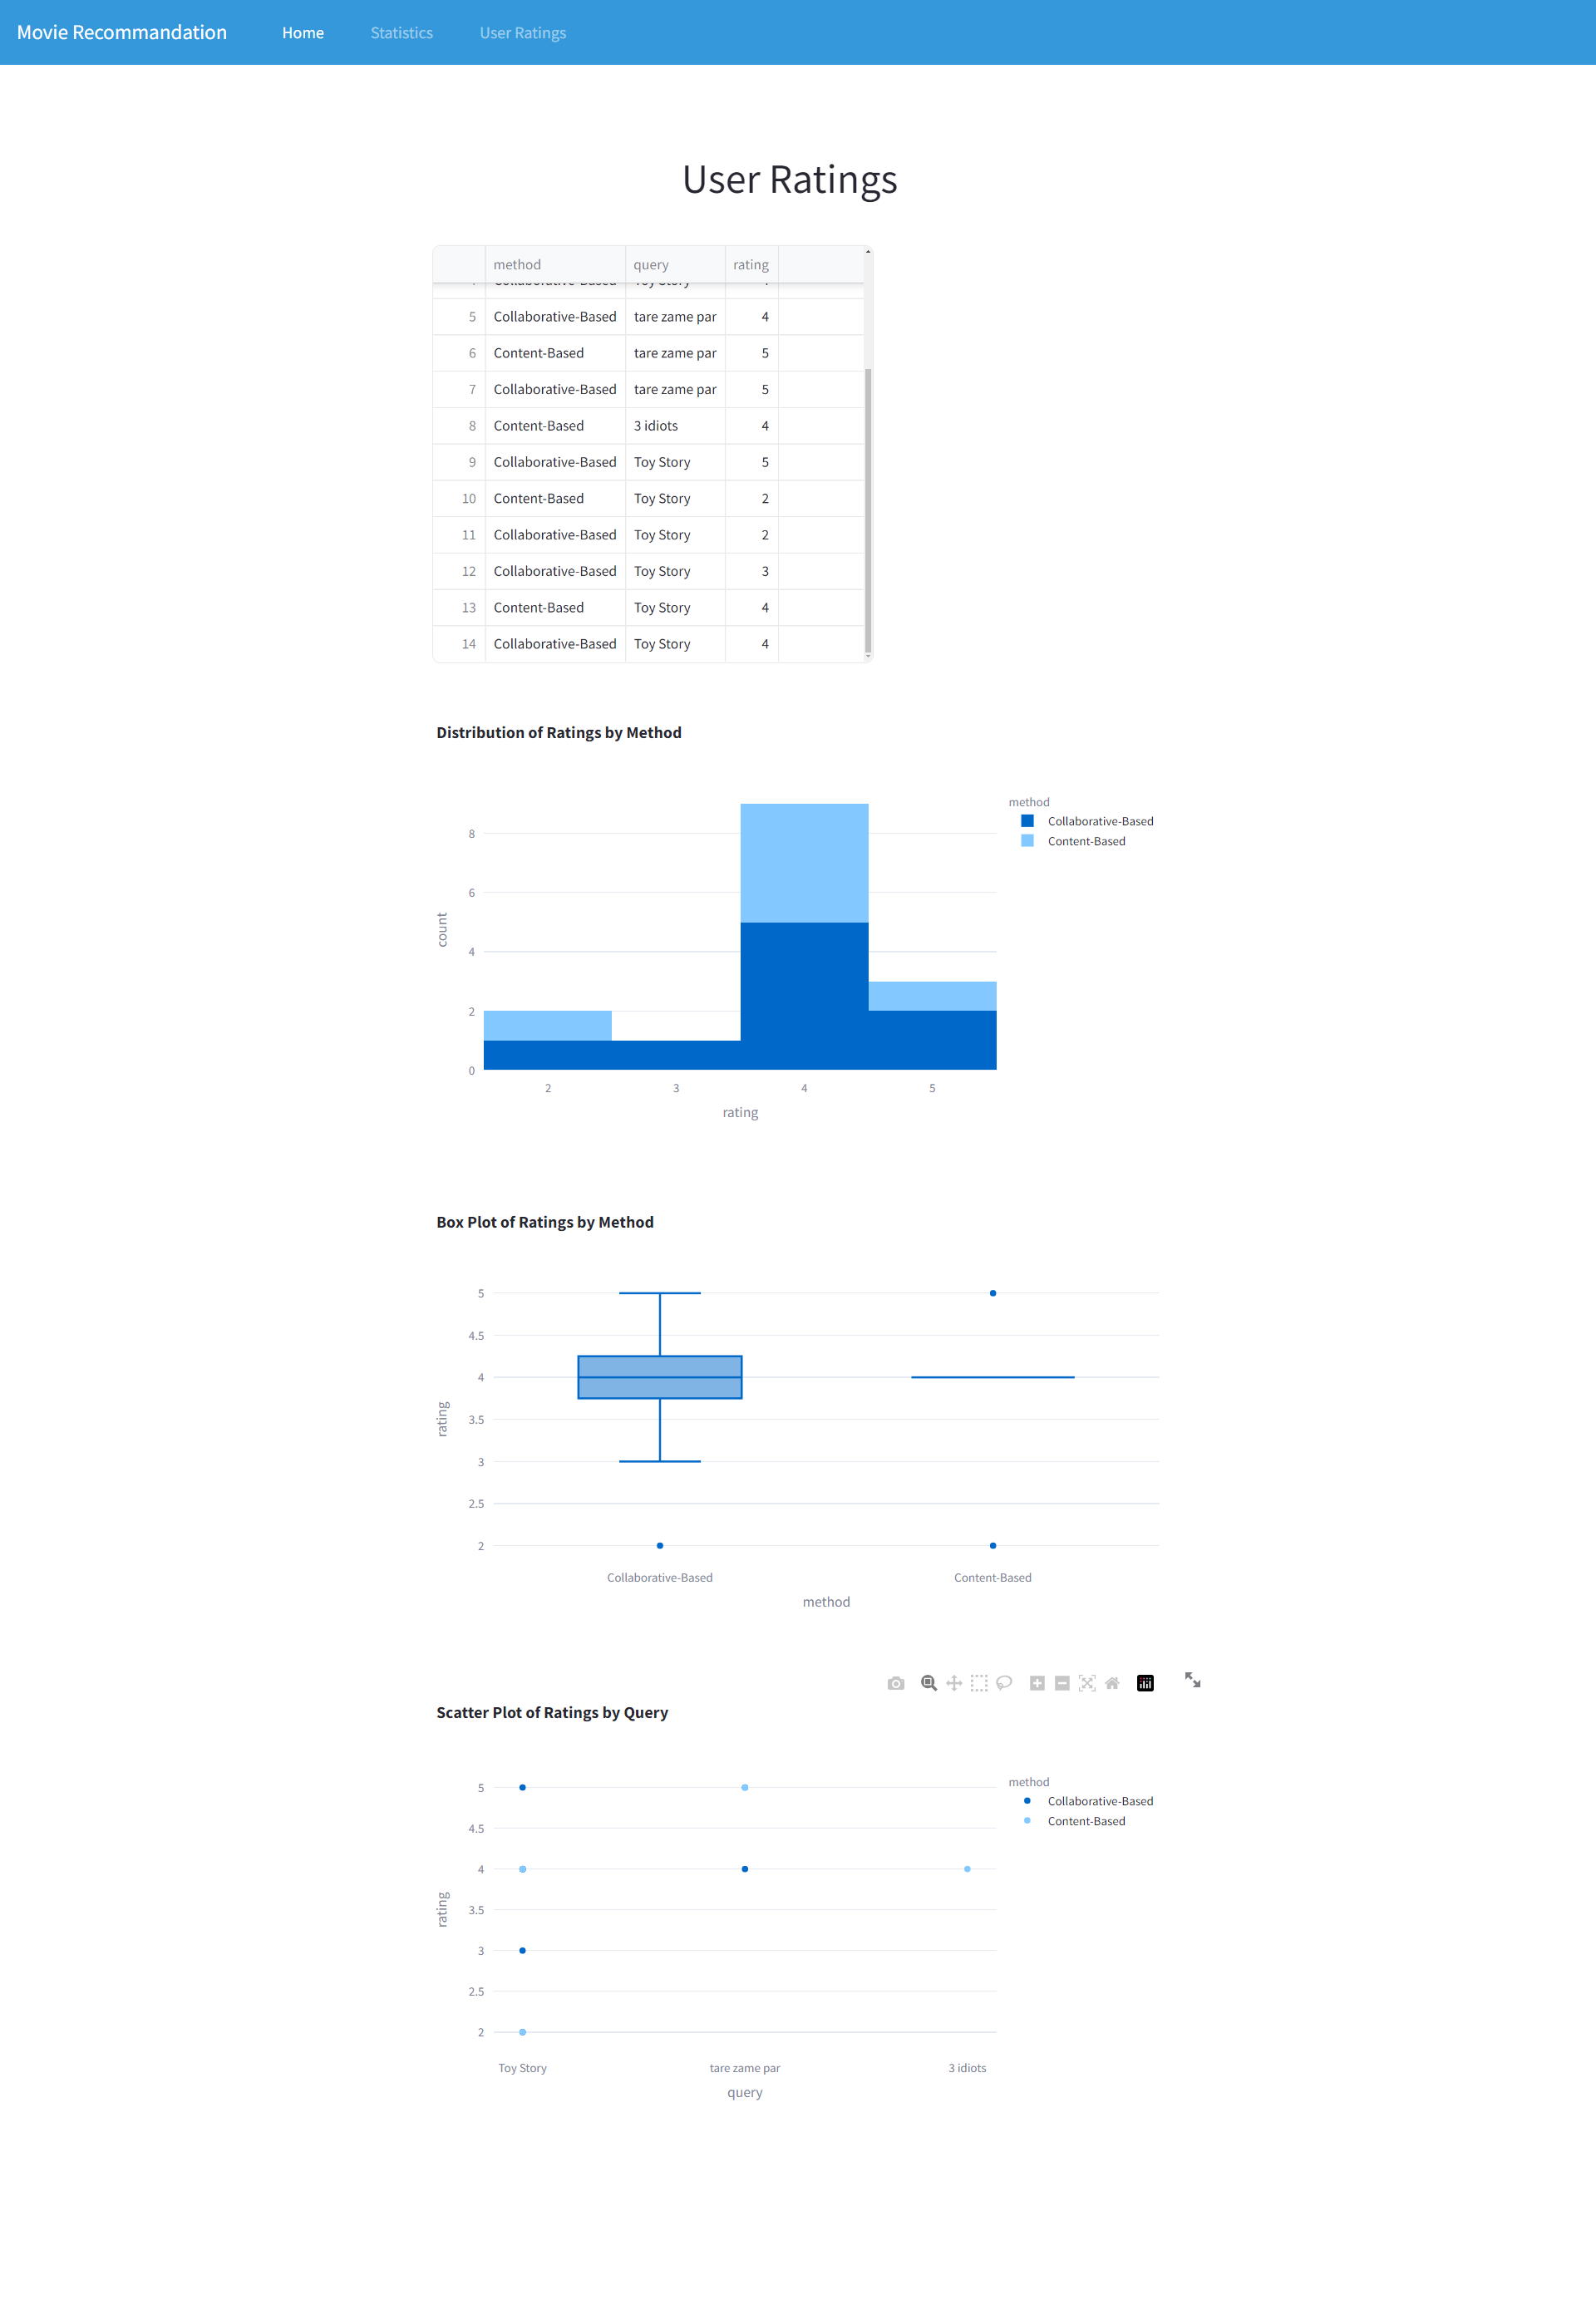 Movie Recommandation Home Statistics User Ratings
User Ratings
method query rating
Collaborative-Based Toy Story
5 Collaborative-Based tare zame par 4
6 Content-Based tare zame par 5
7 Collaborative-Based tare zame par 5
8 Content-Based 3 idiots 4
9 Collaborative-Based Toy Story 5
10 Content-Based Toy Story 2
11 Collaborative-Based Toy Story 2
12 Collaborative-Based Toy Story 3
13 Content-Based Toy Story 4
14 Collaborative-Based Toy Story 4
Distribution of Ratings by Method
method
Collaborative-Based
Content-Based
8
6
4
2
0
count
2 3 4 5
rating
Box Plot of Ratings by Method
5
4.5
4
3.5
3
2.5
2
rating
Collaborative-Based Content-Based
method
Scatter Plot of Ratings by Query
method
Collaborative-Based
Content-Based
5
4.5
4
3.5
3
2.5
2
rating
Toy Story tare zame par 3 idiots
query